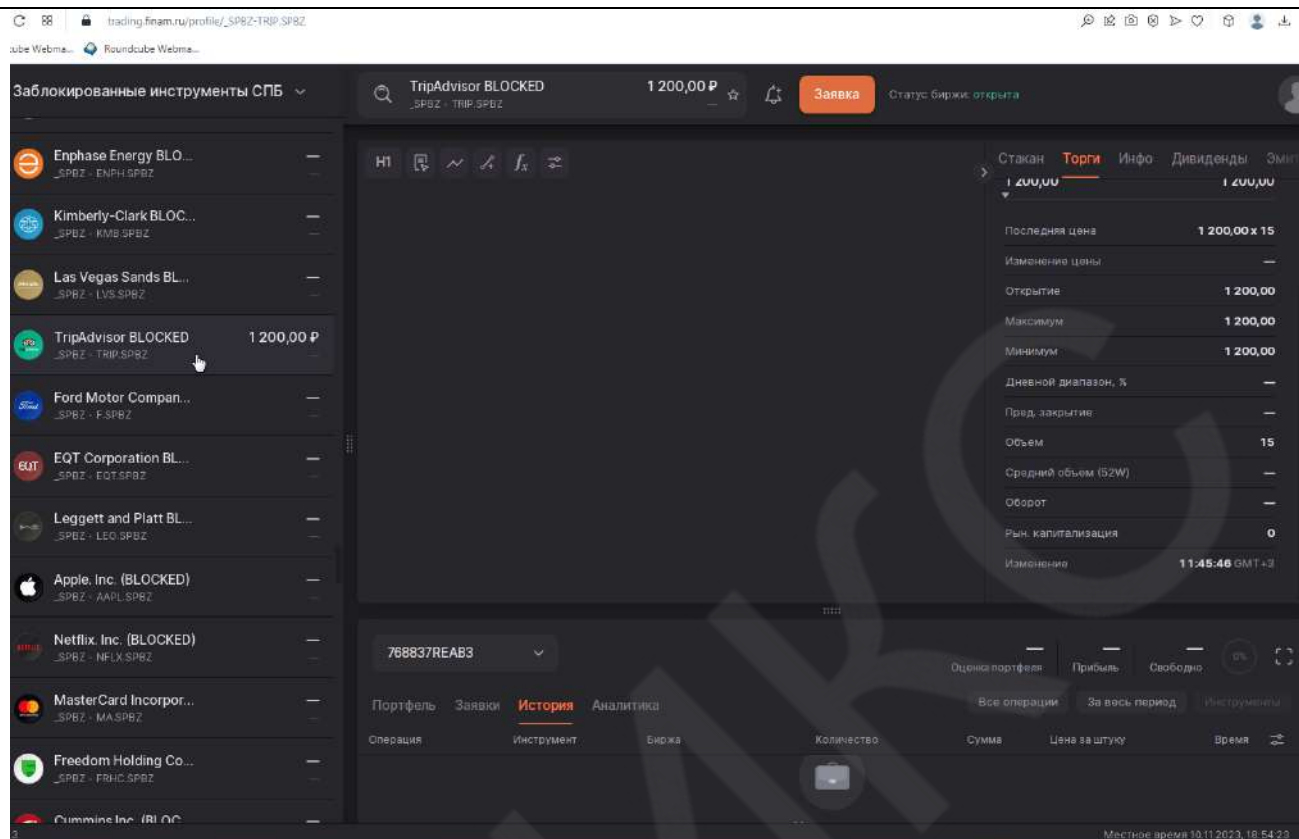 trading.finam.ru/profile/_SPBZ-TRIP.SPBZ
cube Webma... Roundcube Webma...
Заблокированные инструменты СПБ
TripAdvisor BLOCKED 1 200,00 ₽
_SPBZ - TRIP.SPBZ —
Заявка
Статус биржи: открыта
Enphase Energy BLO... —
_SPBZ - ENPH.SPBZ —
Kimberly-Clark BLOC... —
_SPBZ - KMB.SPBZ —
Las Vegas Sands BL... —
_SPBZ - LVS.SPBZ —
TripAdvisor BLOCKED 1 200,00 ₽
_SPBZ - TRIP.SPBZ —
Ford Motor Compan... —
_SPBZ - F.SPBZ —
EQT Corporation BL... —
_SPBZ - EQT.SPBZ —
Leggett and Platt BL... —
_SPBZ - LEG.SPBZ —
Apple. Inc. (BLOCKED) —
_SPBZ - AAPL.SPBZ —
Netflix. Inc. (BLOCKED) —
_SPBZ - NFLX.SPBZ —
MasterCard Incorpor... —
_SPBZ - MA.SPBZ —
Freedom Holding Co... —
_SPBZ - FRHC.SPBZ —
Cummins Inc. (BLOC... —
H1 fx
Стакан Торги Инфо Дивиденды Эмит
1 200,00 1 200,00
Последняя цена 1 200,00 x 15
Изменение цены —
Открытие 1 200,00
Максимум 1 200,00
Минимум 1 200,00
Дневной диапазон, % —
Пред. закрытие —
Объем 15
Средний объем (52W) —
Оборот —
Рын. капитализация 0
Изменение 11:45:46 GMT+3
768837REAB3
— — — 0%
Оценка портфеля Прибыль Свободно
Портфель Заявки История Аналитика
Все операции За весь период Инструменты
Операция Инструмент Биржа Количество Сумма Цена за штуку Время
3
Местное время 10.11.2023, 18:54:23